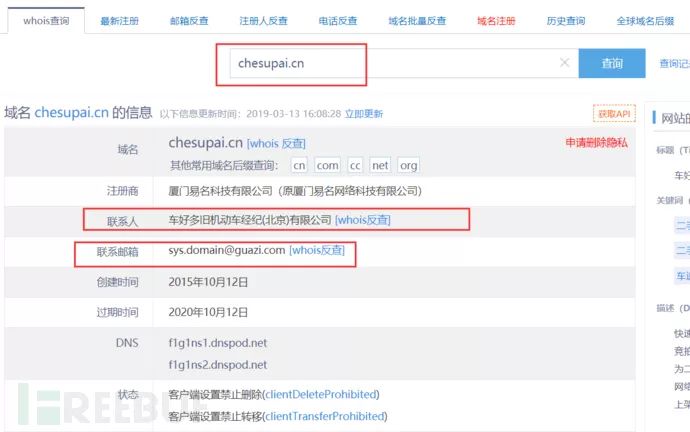 whois查询 最新注册 邮箱反查 注册人反查 电话反查 域名批量反查 域名注册 历史查询 全球域名后缀
chesupai.cn × 查询 查询记
域名 chesupai.cn 的信息 以下信息更新时间：2019-03-13 16:08:28 立即更新 获取API
域名 chesupai.cn [whois 反查] 申请删除隐私
其他常用域名后缀查询： cn com cc net org
注册商 厦门易名科技有限公司（原厦门易名网络科技有限公司）
联系人 车好多旧机动车经纪(北京)有限公司 [whois反查]
联系邮箱 sys.domain@guazi.com [whois反查]
创建时间 2015年10月12日
过期时间 2020年10月12日
DNS f1g1ns1.dnspod.net
f1g1ns2.dnspod.net
状态 客户端设置禁止删除(clientDeleteProhibited)
客户端设置禁止转移(clientTransferProhibited)
网站的
标题（Ti
车好
关键词（
二手
二手
车速
描述（D
快速
竞拍
为二
网络
上架
FREEBUF